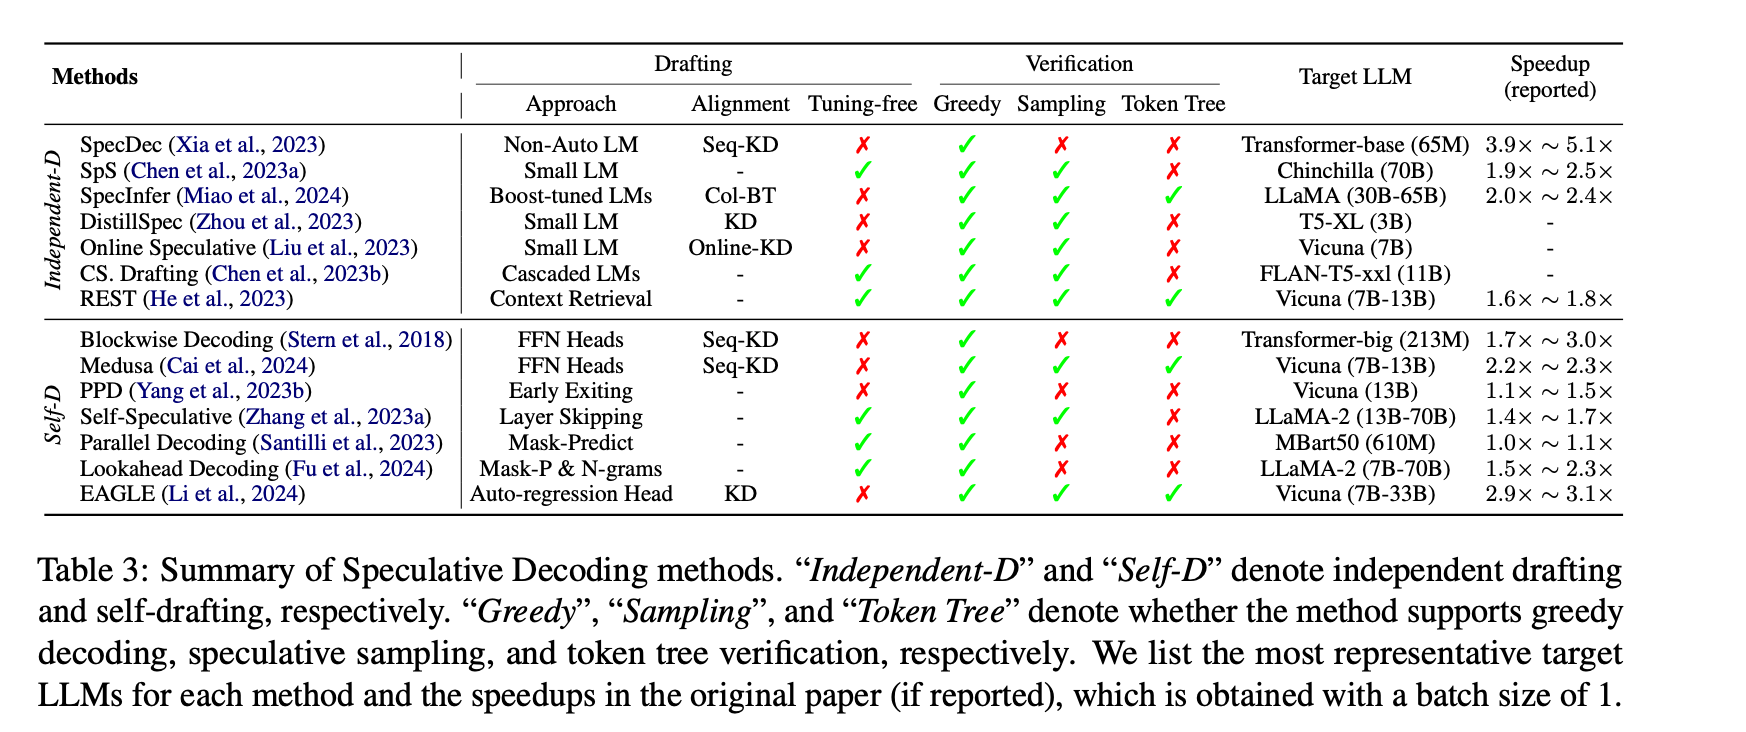 Methods Drafting Verification Target LLM Speedup (reported)
Approach Alignment Tuning-free Greedy Sampling Token Tree
Independent-D
SpecDec (Xia et al., 2023) Non-Auto LM Seq-KD ✗ ✓ ✗ ✗ Transformer-base (65M) 3.9× ∼ 5.1×
SpS (Chen et al., 2023a) Small LM - ✓ ✓ ✓ ✗ Chinchilla (70B) 1.9× ∼ 2.5×
SpecInfer (Miao et al., 2024) Boost-tuned LMs Col-BT ✗ ✓ ✓ ✓ LLaMA (30B-65B) 2.0× ∼ 2.4×
DistillSpec (Zhou et al., 2023) Small LM KD ✗ ✓ ✓ ✗ T5-XL (3B) -
Online Speculative (Liu et al., 2023) Small LM Online-KD ✗ ✓ ✓ ✗ Vicuna (7B) -
CS. Drafting (Chen et al., 2023b) Cascaded LMs - ✓ ✓ ✓ ✗ FLAN-T5-xxl (11B) -
REST (He et al., 2023) Context Retrieval - ✓ ✓ ✓ ✓ Vicuna (7B-13B) 1.6× ∼ 1.8×
Self-D
Blockwise Decoding (Stern et al., 2018) FFN Heads Seq-KD ✗ ✓ ✗ ✗ Transformer-big (213M) 1.7× ∼ 3.0×
Medusa (Cai et al., 2024) FFN Heads Seq-KD ✗ ✓ ✓ ✓ Vicuna (7B-13B) 2.2× ∼ 2.3×
PPD (Yang et al., 2023b) Early Exiting - ✗ ✓ ✗ ✗ Vicuna (13B) 1.1× ∼ 1.5×
Self-Speculative (Zhang et al., 2023a) Layer Skipping - ✓ ✓ ✓ ✗ LLaMA-2 (13B-70B) 1.4× ∼ 1.7×
Parallel Decoding (Santilli et al., 2023) Mask-Predict - ✓ ✓ ✗ ✗ MBart50 (610M) 1.0× ∼ 1.1×
Lookahead Decoding (Fu et al., 2024) Mask-P & N-grams - ✓ ✓ ✗ ✗ LLaMA-2 (7B-70B) 1.5× ∼ 2.3×
EAGLE (Li et al., 2024) Auto-regression Head KD ✗ ✓ ✓ ✓ Vicuna (7B-33B) 2.9× ∼ 3.1×
Table 3: Summary of Speculative Decoding methods. “Independent-D” and “Self-D” denote independent drafting
and self-drafting, respectively. “Greedy”, “Sampling”, and “Token Tree” denote whether the method supports greedy
decoding, speculative sampling, and token tree verification, respectively. We list the most representative target
LLMs for each method and the speedups in the original paper (if reported), which is obtained with a batch size of 1.